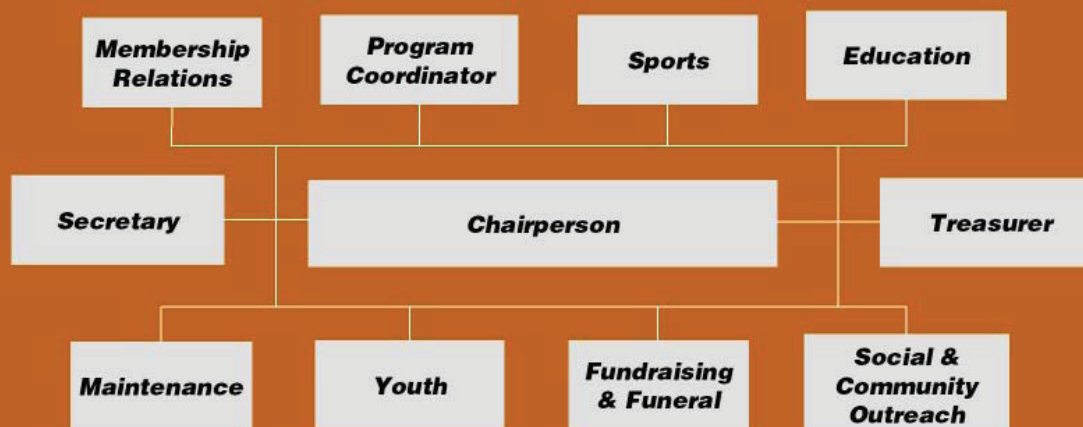 Membership
Relations
Program
Coordinator
Sports
Education
Secretary
Chairperson
Treasurer
Maintenance
Youth
Fundraising
& Funeral
Social &
Community
Outreach